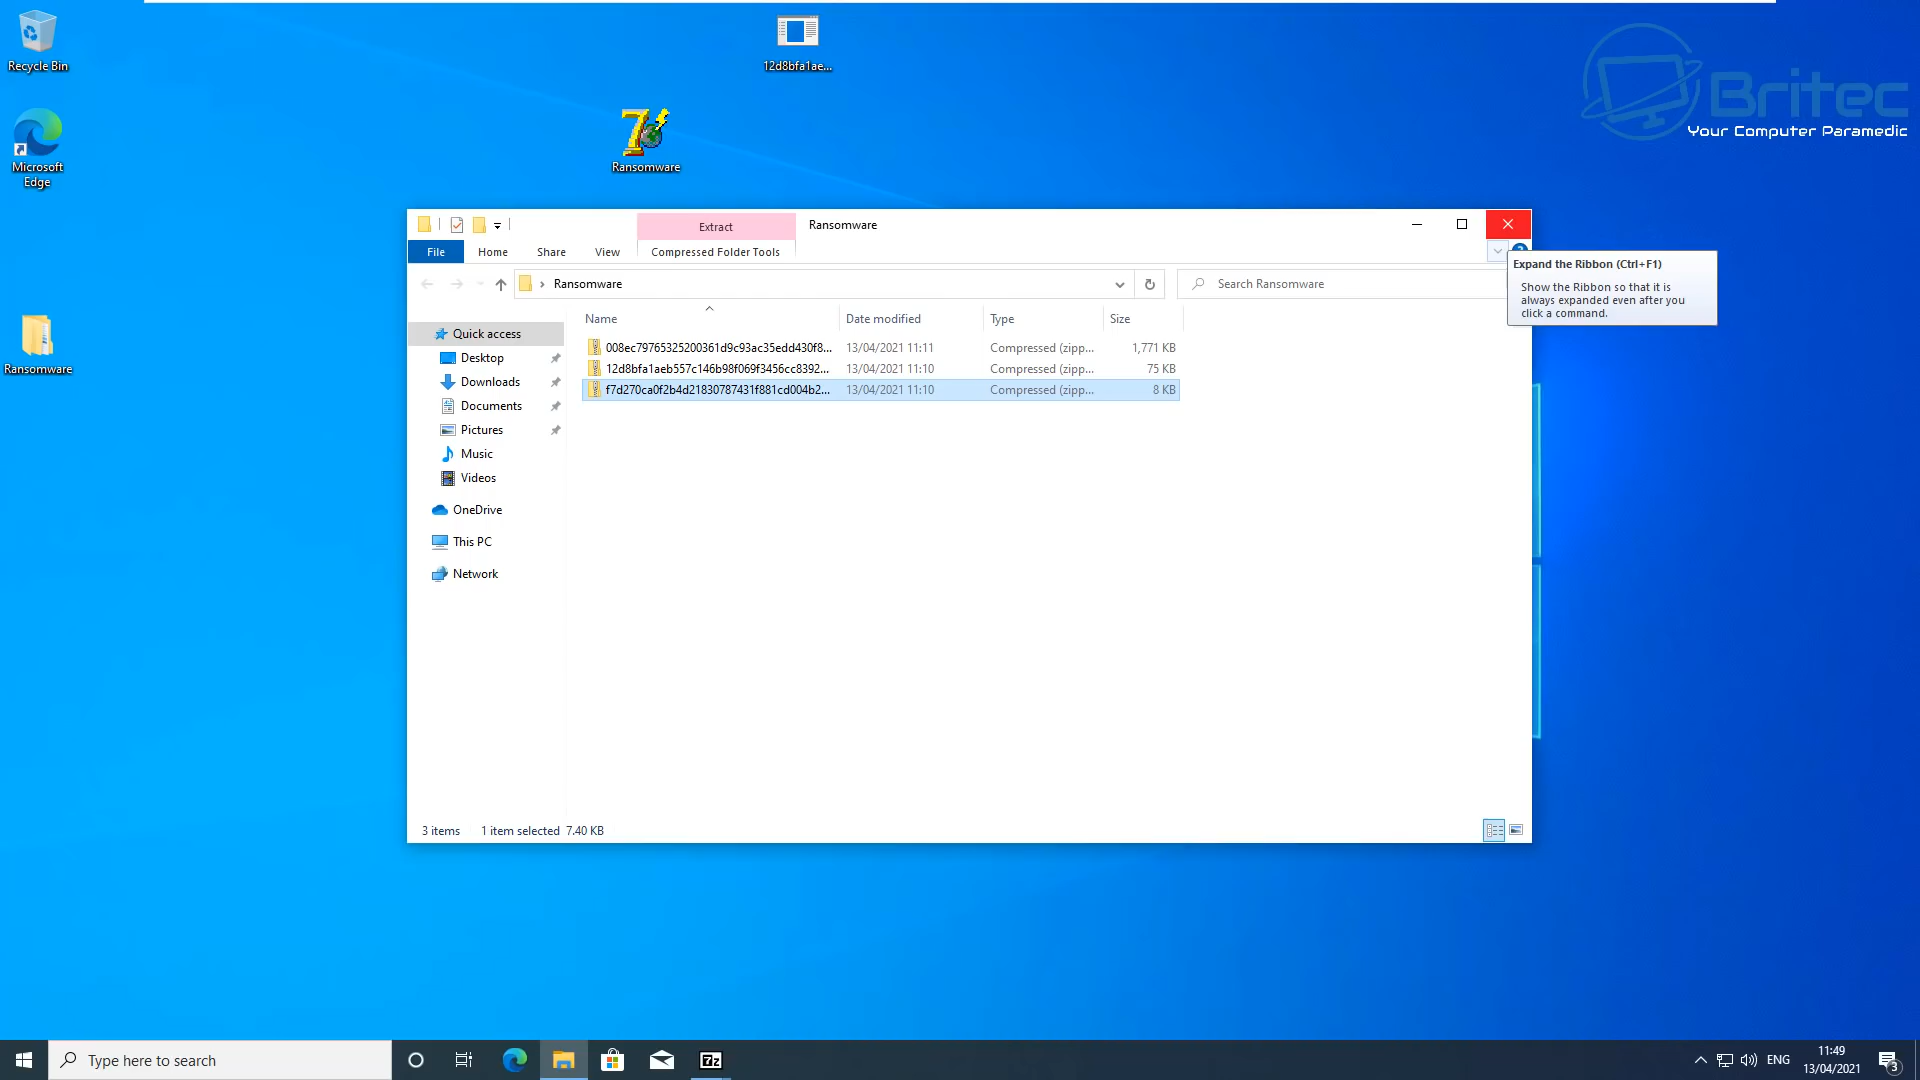 Recycle Bin
12d8bfa1ae...
Britec
Your Computer Paramedic
Microsoft
Edge
Ransomware
Ransomware
Extract
Ransomware
File
Home
Share
View
Compressed Folder Tools
Ransomware
Search Ransomware
Expand the Ribbon (Ctrl+F1)
Show the Ribbon so that it is
always expanded even after you
click a command.
Name
Date modified
Type
Size
008ec79765325200361d9c93ac35edd430f8...
13/04/2021 11:11
Compressed (zipp...
1,771 KB
12d8bfa1aeb557c146b98f069f3456cc8392...
13/04/2021 11:10
Compressed (zipp...
75 KB
f7d270ca0f2b4d21830787431f881cd004b2...
13/04/2021 11:10
Compressed (zipp...
8 KB
Quick access
Desktop
Downloads
Documents
Pictures
Music
Videos
OneDrive
This PC
Network
3 items
1 item selected 7.40 KB
Type here to search
7z
ENG
11:49
13/04/2021
3